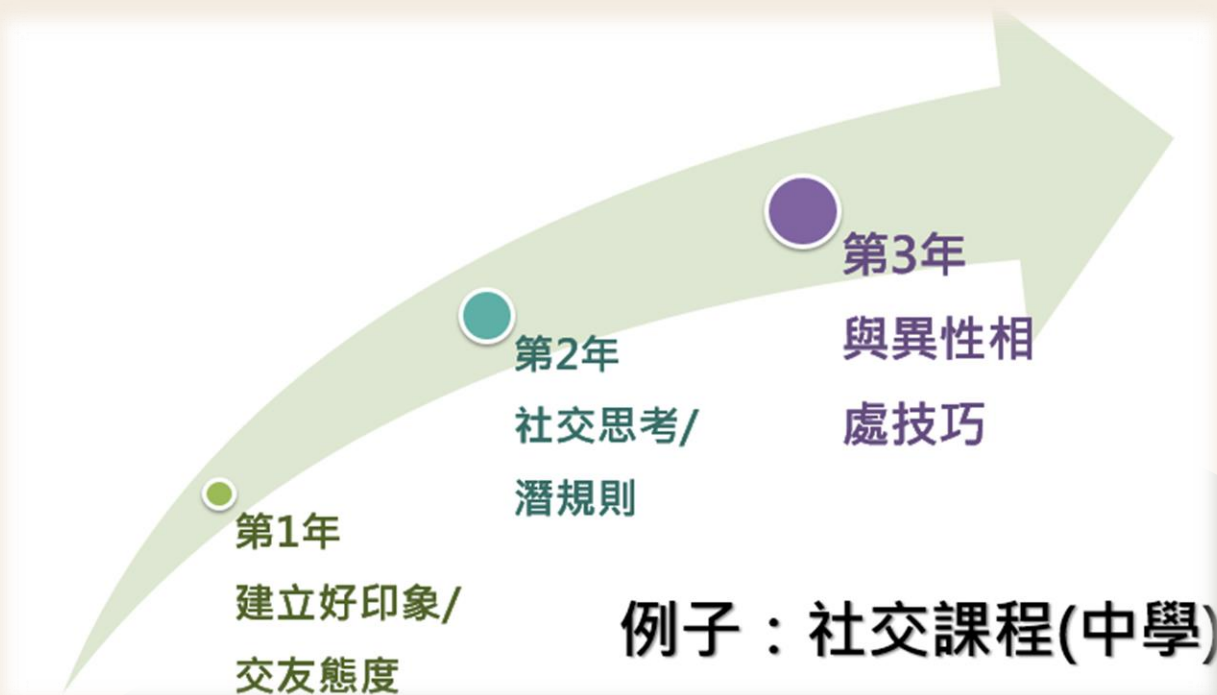 第1年
建立好印象/
交友態度
第2年
社交思考/
潛規則
第3年
與異性相
處技巧
例子：社交課程(中學)